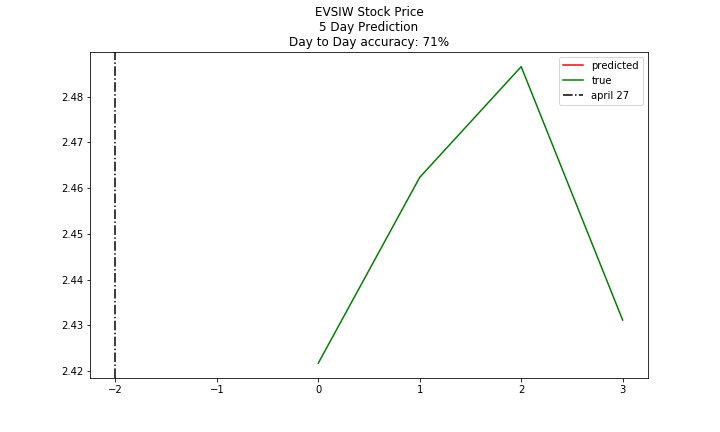 EVSIW Stock Price
5 Day Prediction
Day to Day accuracy: 71%
predicted
true
april 27
2.48
2.47
2.46
2.45
2.44
2.43
2.42
−2
−1
0
1
2
3